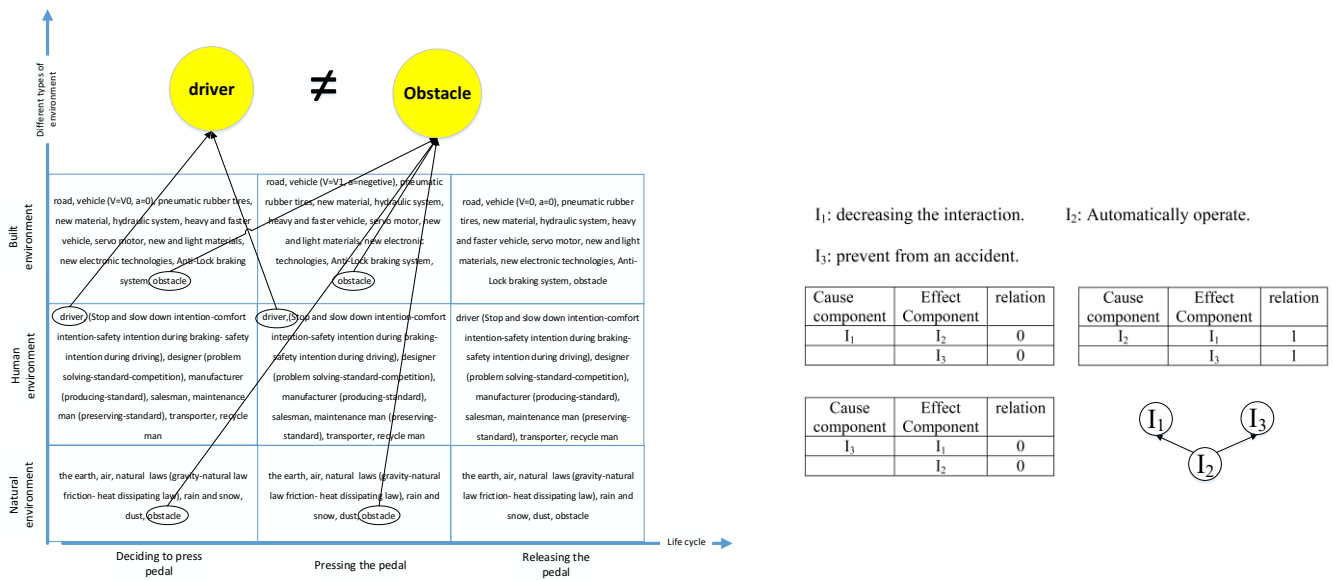 driver
≠
Obstacle
Different types of
environment
Built
environment
road, vehicle (V=V0, a=0), pneumatic rubber tires,
new material, hydraulic system, heavy and faster
vehicle, servo motor, new and light materials,
new electronic technologies, Anti-Lock braking
system, obstacle
road, vehicle (V=V1, a=negetive), pneumatic
rubber tires, new material, hydraulic system,
heavy and faster vehicle, servo motor, new
and light materials, new electronic
technologies, Anti-Lock braking system,
obstacle
road, vehicle (V=0, a=0), pneumatic rubber
tires, new material, hydraulic system, heavy
and faster vehicle, servo motor, new and light
materials, new electronic technologies, Anti-
Lock braking system, obstacle
Human
environment
driver (Stop and slow down intention-comfort
intention-safety intention during braking- safety
intention during driving), designer (problem
solving-standard-competition), manufacturer
(producing-standard), salesman, maintenance
man (preserving-standard), transporter, recycle
man
driver,(Stop and slow down intention-comfort
intention-safety intention during braking-
safety intention during driving), designer
(problem solving-standard-competition),
manufacturer (producing-standard),
salesman, maintenance man (preserving-
standard), transporter, recycle man
driver (Stop and slow down intention-comfort
intention-safety intention during braking-
safety intention during driving), designer
(problem solving-standard-competition),
manufacturer (producing-standard),
salesman, maintenance man (preserving-
standard), transporter, recycle man
Natural
environment
the earth, air, natural laws (gravity-natural law
friction- heat dissipating law), rain and snow,
dust, obstacle
the earth, air, natural laws (gravity-natural
law friction- heat dissipating law), rain and
snow, dust, obstacle
the earth, air, natural laws (gravity-natural
law friction- heat dissipating law), rain and
snow, dust, obstacle
Life cycle
Deciding to press
pedal
Pressing the pedal
Releasing the
pedal
I₁: decreasing the interaction. I₂: Automatically operate.
I₃: prevent from an accident.
Cause component Effect Component relation
I₁ I₂ 0
I₃ 0
Cause component Effect Component relation
I₂ I₁ 1
I₃ 1
Cause component Effect Component relation
I₃ I₁ 0
I₂ 0
I₁ I₃
I₂